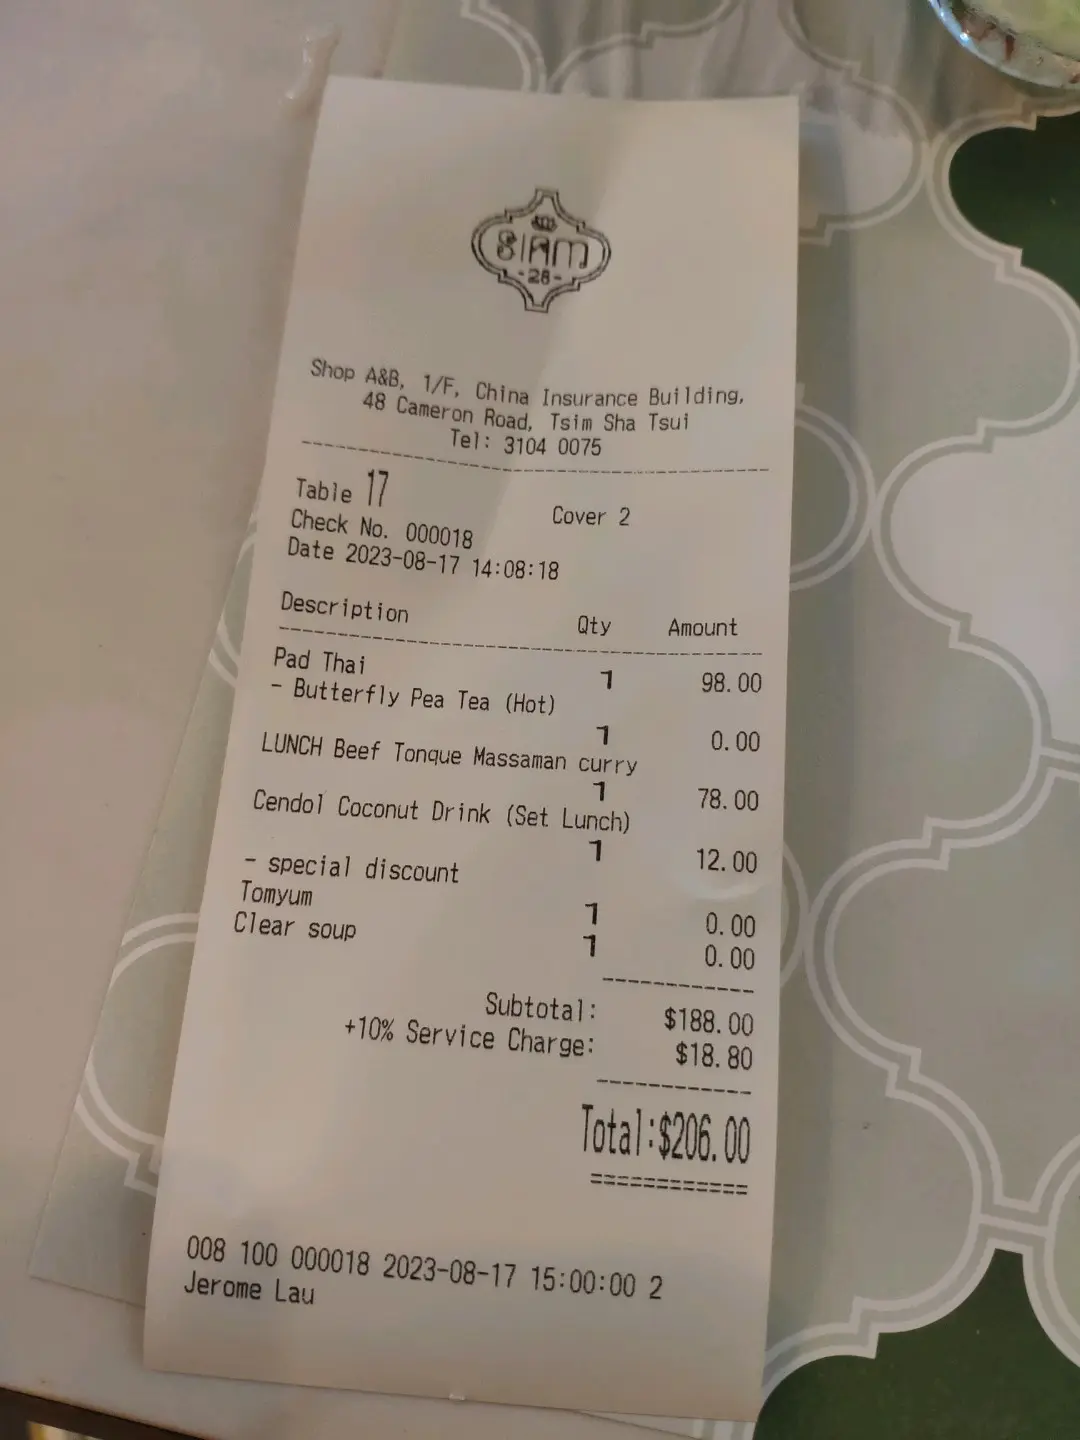 SIAM
-28-
Shop A&B, 1/F, China Insurance Building,
48 Cameron Road, Tsim Sha Tsui
Tel: 3104 0075
Table 17 Cover 2
Check No. 000018
Date 2023-08-17 14:08:18
Description Qty Amount
Pad Thai 1 98.00
- Butterfly Pea Tea (Hot)
1 0.00
LUNCH Beef Tongue Massaman curry
1 78.00
Cendol Coconut Drink (Set Lunch)
1 12.00
- special discount
Tomyum 1 0.00
Clear soup 1 0.00
Subtotal: $188.00
+10% Service Charge: $18.80
Total:$206.00
008 100 000018 2023-08-17 15:00:00 2
Jerome Lau